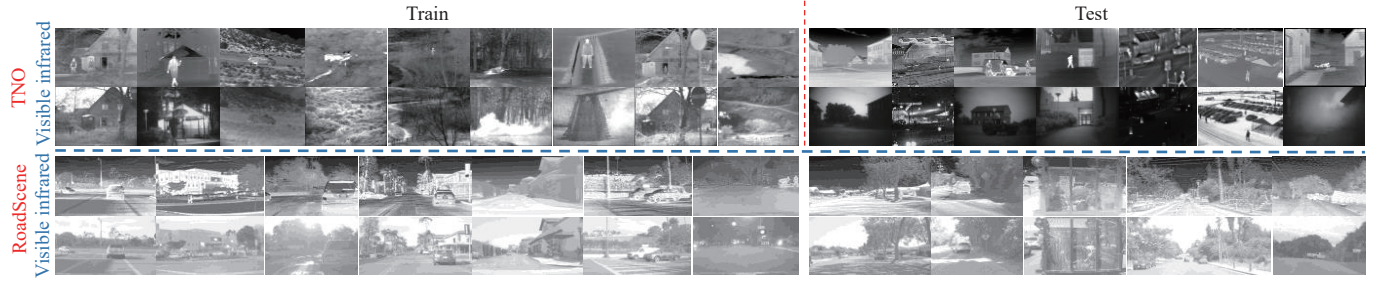 Train
Test
TNO
Visible infrared
RoadScene
Visible infrared